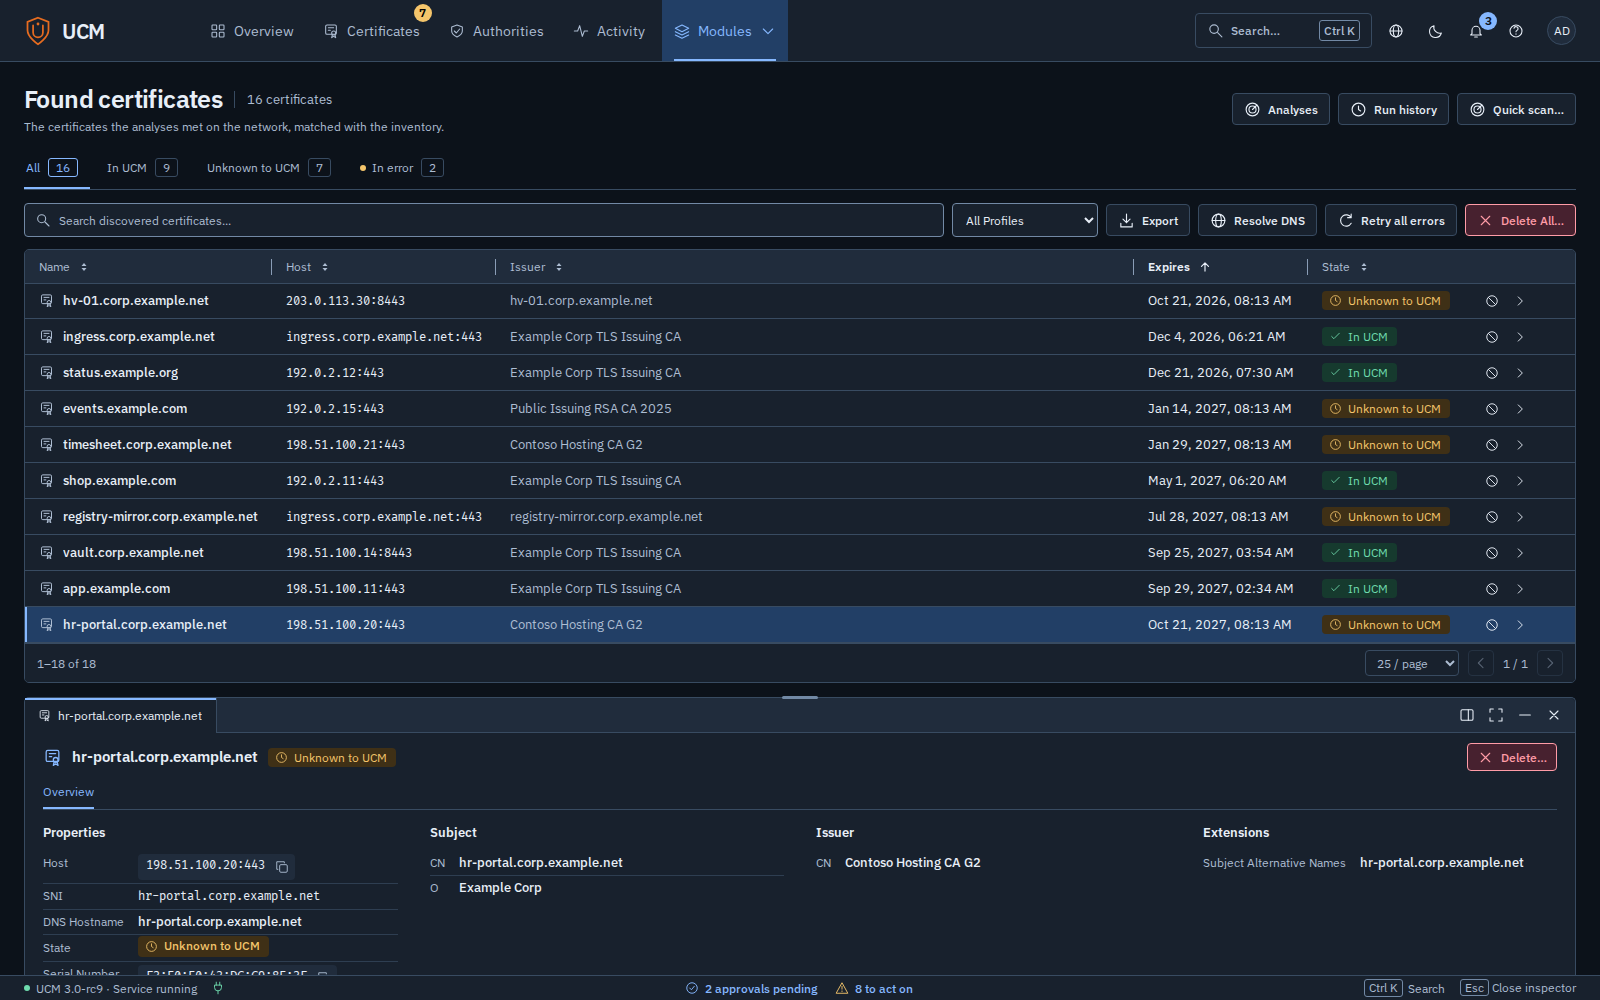 UCM
Overview
Certificates
7
Authorities
Activity
Modules
Search...
Ctrl K
3
AD
Found certificates
16 certificates
The certificates the analyses met on the network, matched with the inventory.
Analyses
Run history
Quick scan...
All 16
In UCM 9
Unknown to UCM 7
In error 2
Search discovered certificates...
All Profiles
Export
Resolve DNS
Retry all errors
Delete All...
Name Host Issuer Expires State
hv-01.corp.example.net 203.0.113.30:8443 hv-01.corp.example.net Oct 21, 2026, 08:13 AM Unknown to UCM
ingress.corp.example.net ingress.corp.example.net:443 Example Corp TLS Issuing CA Dec 4, 2026, 06:21 AM In UCM
status.example.org 192.0.2.12:443 Example Corp TLS Issuing CA Dec 21, 2026, 07:30 AM In UCM
events.example.com 192.0.2.15:443 Public Issuing RSA CA 2025 Jan 14, 2027, 08:13 AM Unknown to UCM
timesheet.corp.example.net 198.51.100.21:443 Contoso Hosting CA G2 Jan 29, 2027, 08:13 AM Unknown to UCM
shop.example.com 192.0.2.11:443 Example Corp TLS Issuing CA May 1, 2027, 06:20 AM In UCM
registry-mirror.corp.example.net ingress.corp.example.net:443 registry-mirror.corp.example.net Jul 28, 2027, 08:13 AM Unknown to UCM
vault.corp.example.net 198.51.100.14:8443 Example Corp TLS Issuing CA Sep 25, 2027, 03:54 AM In UCM
app.example.com 198.51.100.11:443 Example Corp TLS Issuing CA Sep 29, 2027, 02:34 AM In UCM
hr-portal.corp.example.net 198.51.100.20:443 Contoso Hosting CA G2 Oct 21, 2027, 08:13 AM Unknown to UCM
1–18 of 18
25 / page
1 / 1
hr-portal.corp.example.net
hr-portal.corp.example.net Unknown to UCM
Delete...
Overview
Properties
Host 198.51.100.20:443
SNI hr-portal.corp.example.net
DNS Hostname hr-portal.corp.example.net
State Unknown to UCM
Serial Number
Subject
CN hr-portal.corp.example.net
O Example Corp
Issuer
CN Contoso Hosting CA G2
Extensions
Subject Alternative Names hr-portal.corp.example.net
UCM 3.0-rc9 · Service running
2 approvals pending
8 to act on
Ctrl K Search
Esc Close inspector